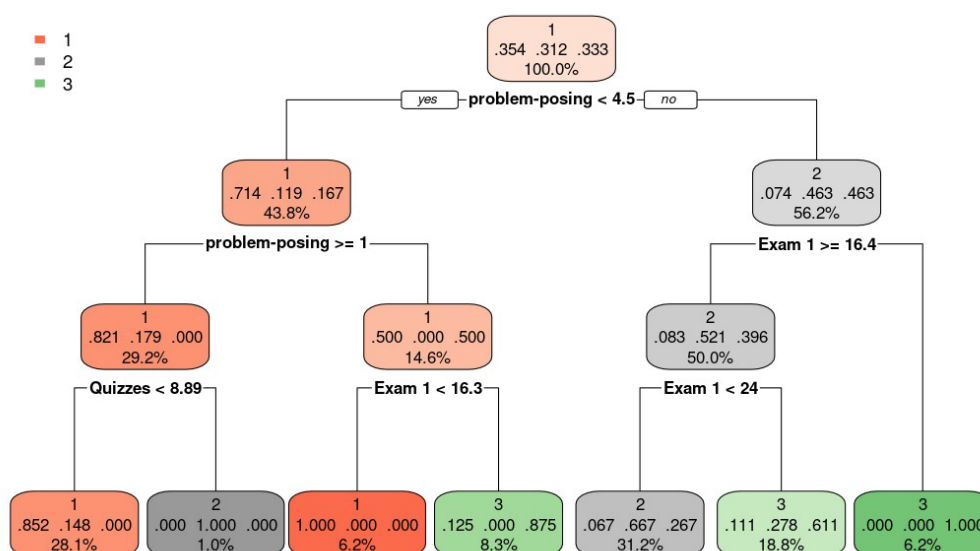 1
2
3
1
.354 .312 .333
100.0%
yes problem-posing < 4.5 no
1
.714 .119 .167
43.8%
2
.074 .463 .463
56.2%
problem-posing >= 1
Exam 1 >= 16.4
1
.821 .179 .000
29.2%
1
.500 .000 .500
14.6%
2
.083 .521 .396
50.0%
Quizzes < 8.89
Exam 1 < 16.3
Exam 1 < 24
1
.852 .148 .000
28.1%
2
.000 1.000 .000
1.0%
1
1.000 .000 .000
6.2%
3
.125 .000 .875
8.3%
2
.067 .667 .267
31.2%
3
.111 .278 .611
18.8%
3
.000 .000 1.000
6.2%